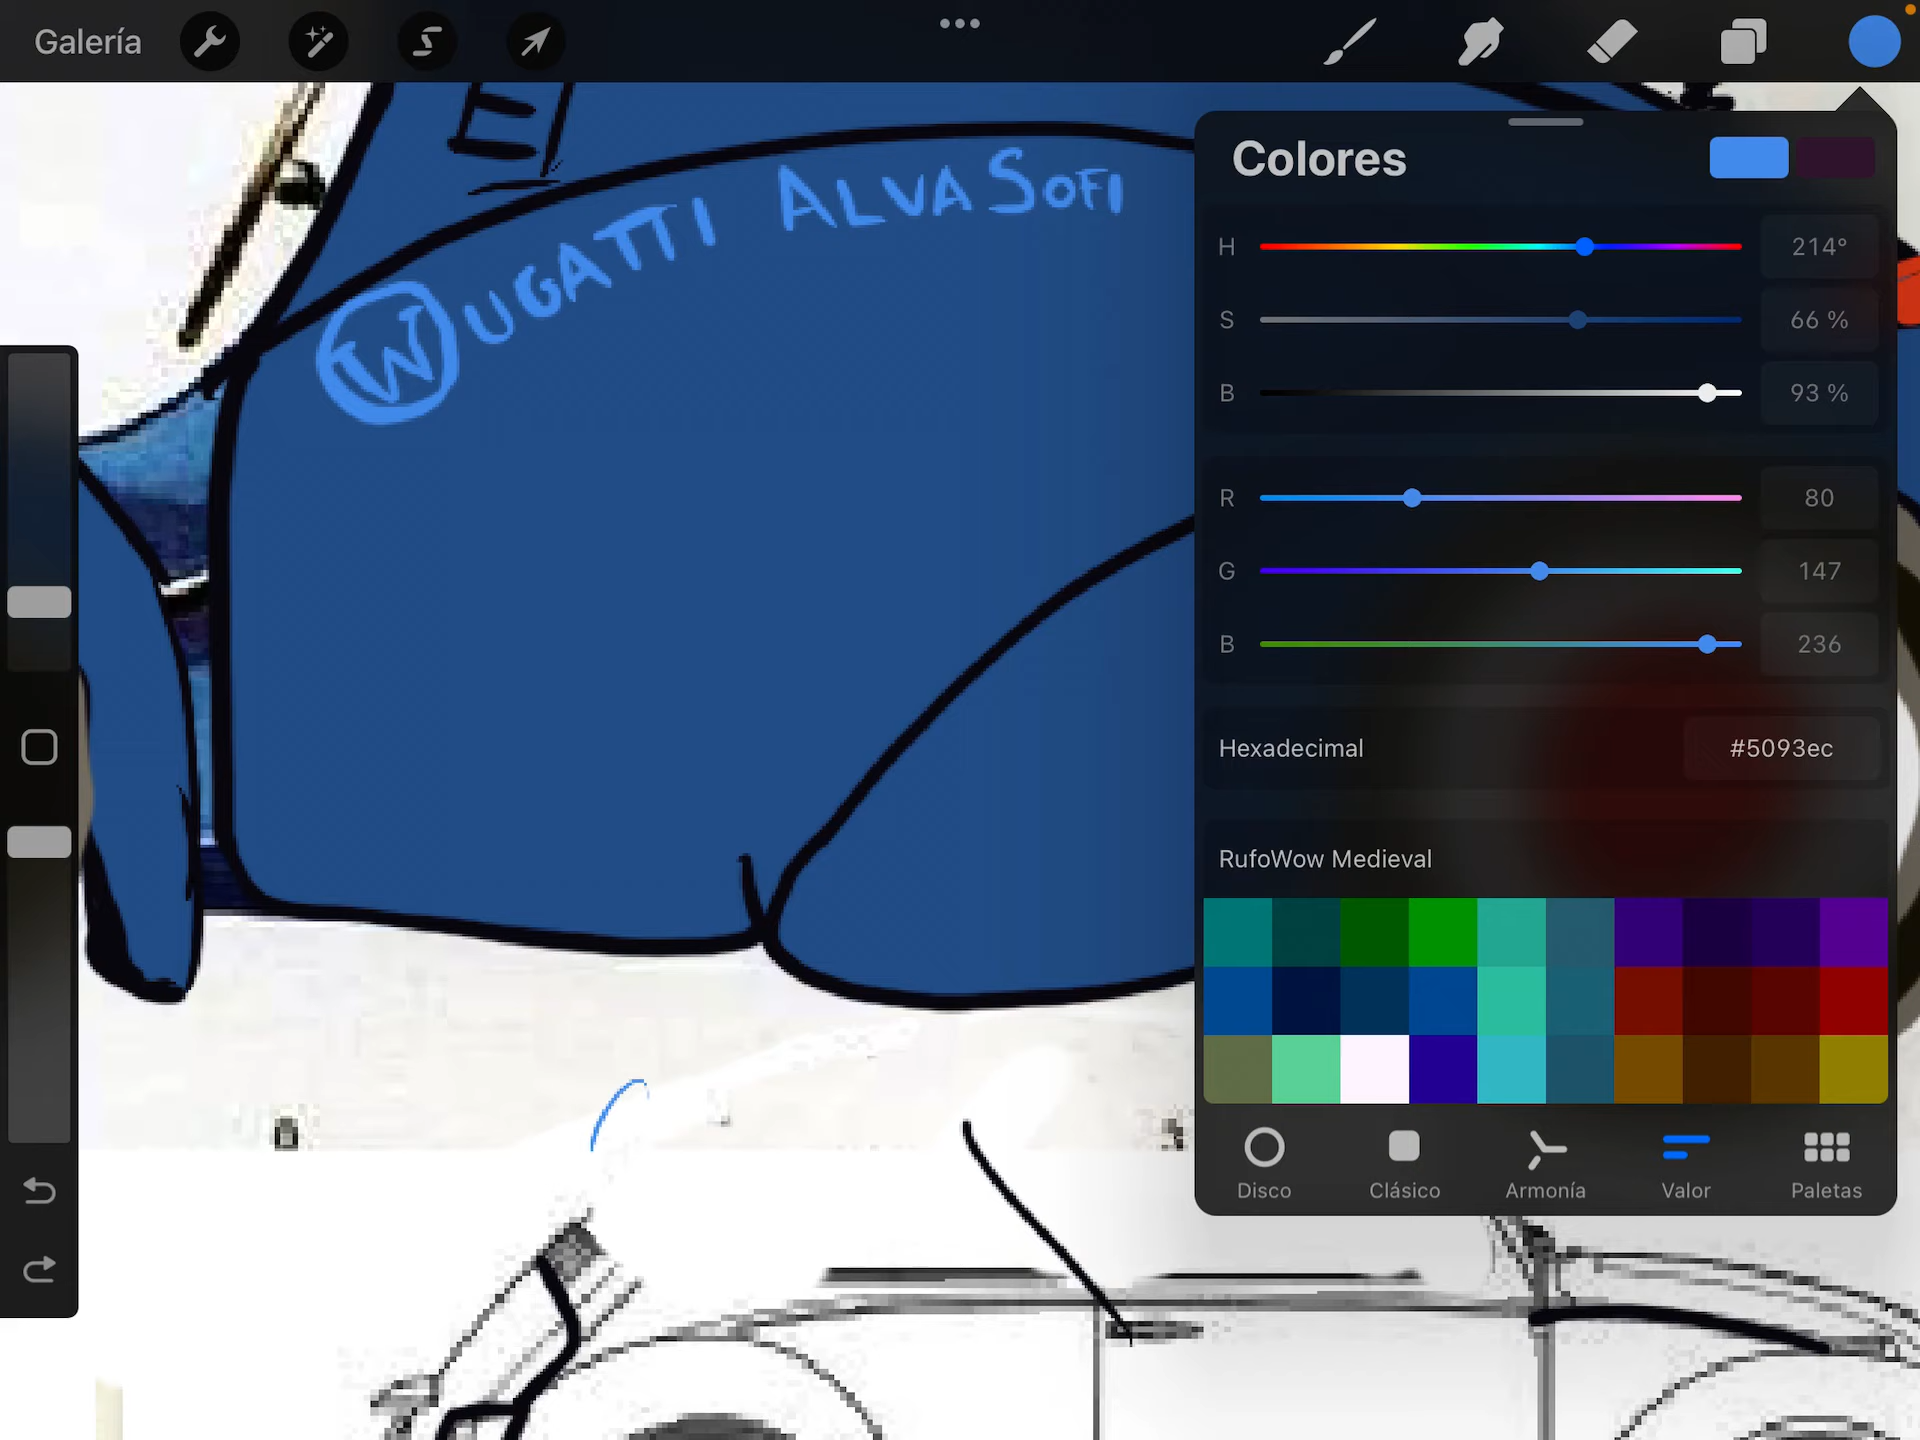 Galería
Colores
H 214°
S 66 %
B 93 %
R 80
G 147
B 236
Hexadecimal #5093ec
RufoWow Medieval
Disco Clásico Armonía Valor Paletas
W UGATTI ALVA SOFI